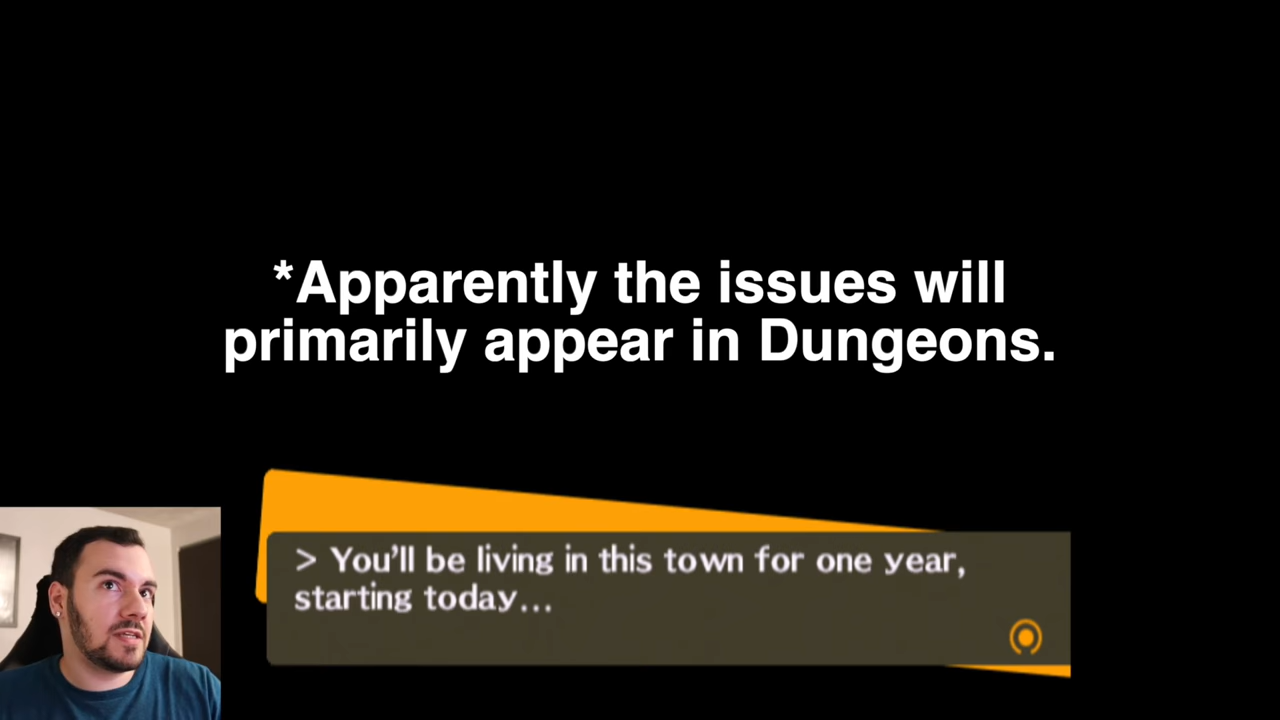 *Apparently the issues will
primarily appear in Dungeons.
> You'll be living in this town for one year,
starting today...